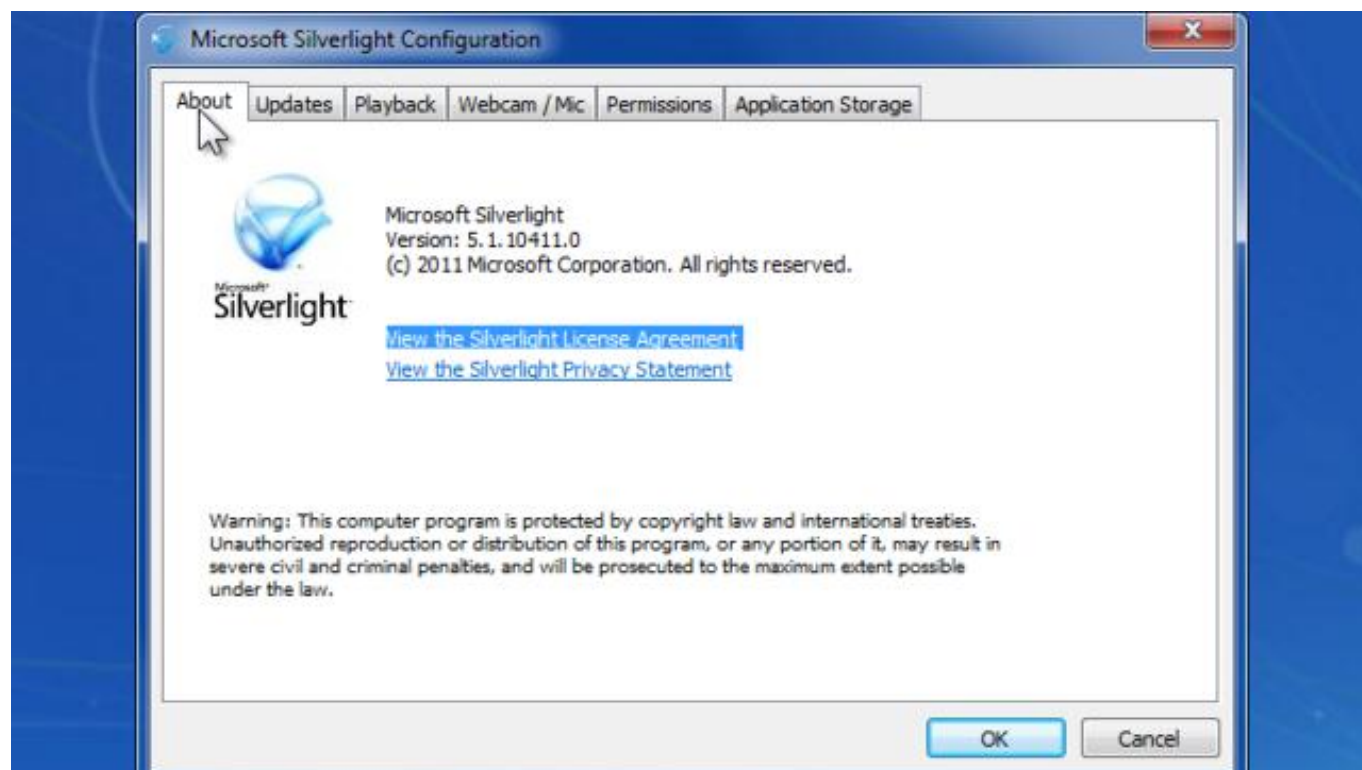 Microsoft Silverlight Configuration
About Updates Playback Webcam / Mic Permissions Application Storage
Microsoft Silverlight
Version: 5.1.10411.0
(c) 2011 Microsoft Corporation. All rights reserved.
Microsoft®
Silverlight
View the Silverlight License Agreement
View the Silverlight Privacy Statement
Warning: This computer program is protected by copyright law and international treaties.
Unauthorized reproduction or distribution of this program, or any portion of it, may result in
severe civil and criminal penalties, and will be prosecuted to the maximum extent possible
under the law.
OK Cancel